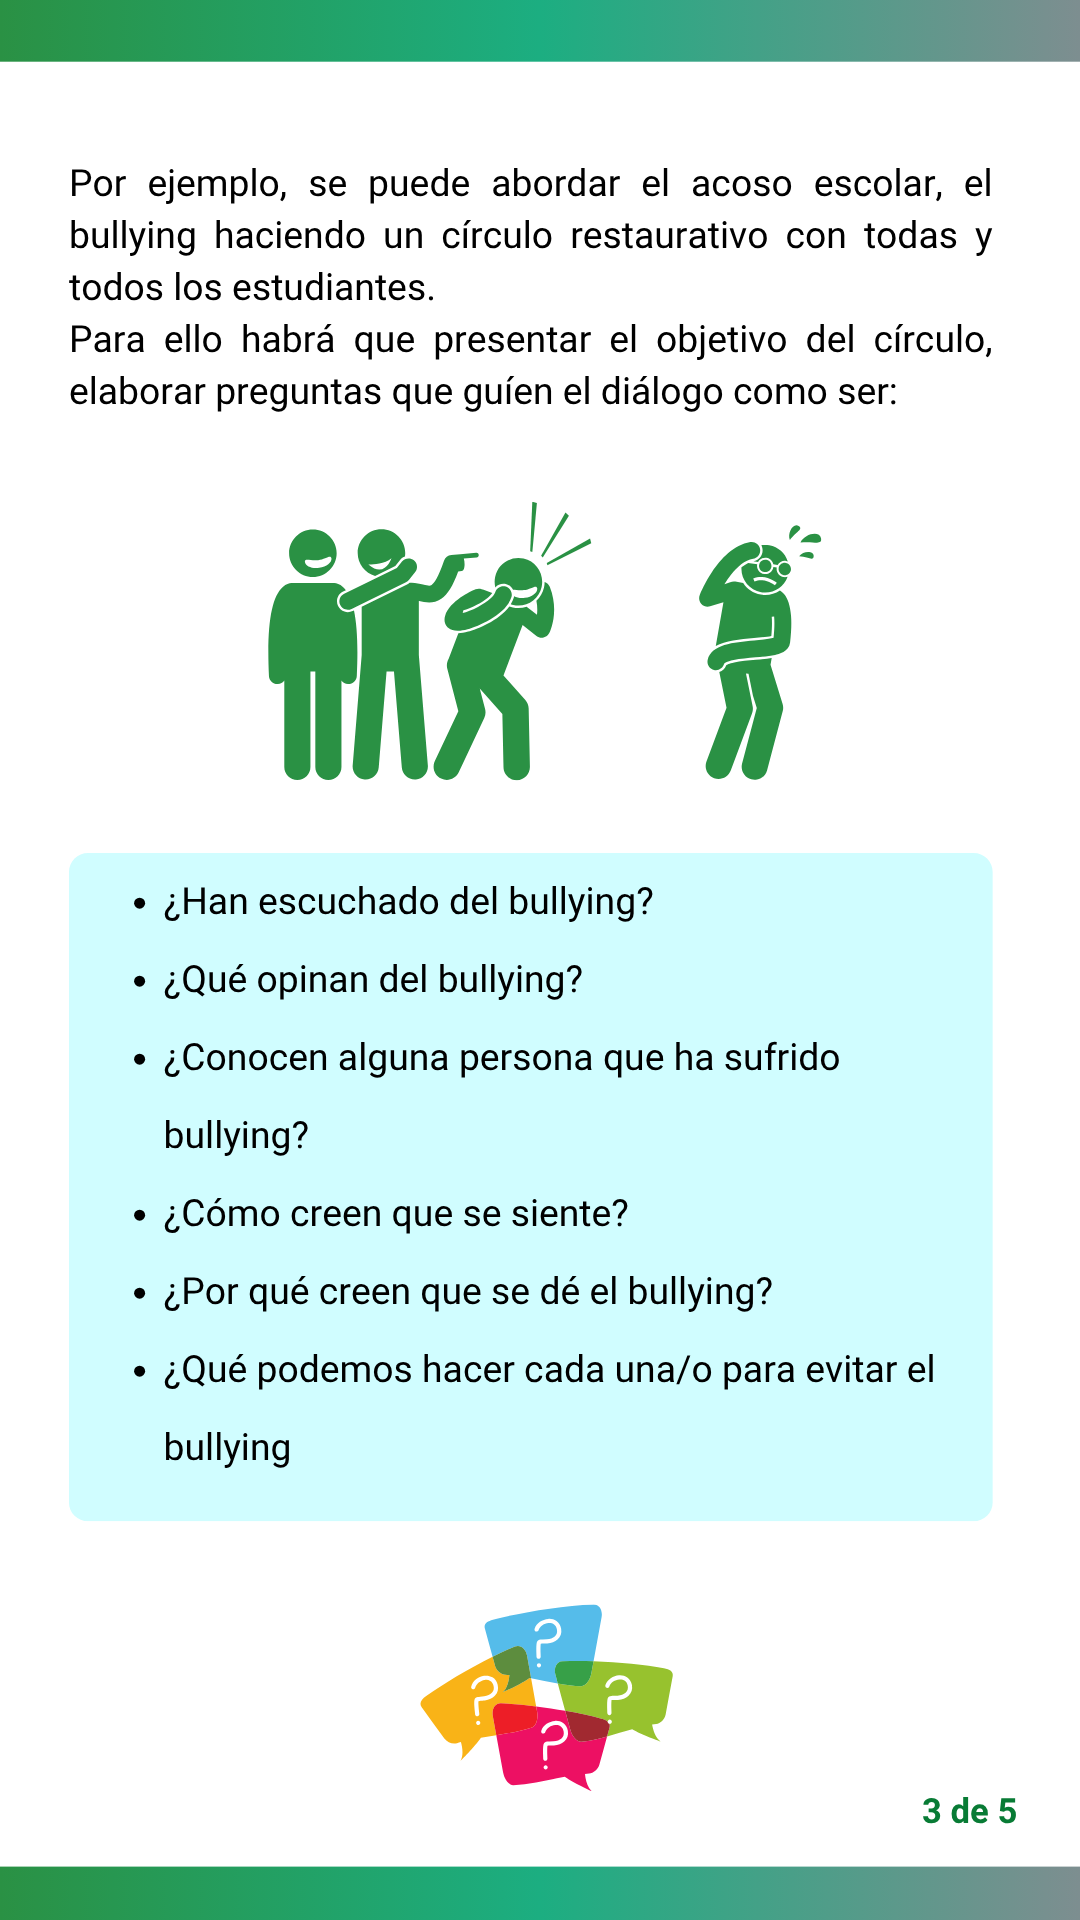 Por ejemplo, se puede abordar el acoso escolar, el
bullying haciendo un círculo restaurativo con todas y
todos los estudiantes.
Para ello habrá que presentar el objetivo del círculo,
elaborar preguntas que guíen el diálogo como ser:
• ¿Han escuchado del bullying?
• ¿Qué opinan del bullying?
• ¿Conocen alguna persona que ha sufrido
bullying?
• ¿Cómo creen que se siente?
• ¿Por qué creen que se dé el bullying?
• ¿Qué podemos hacer cada una/o para evitar el
bullying
?
?
?
?
3 de 5